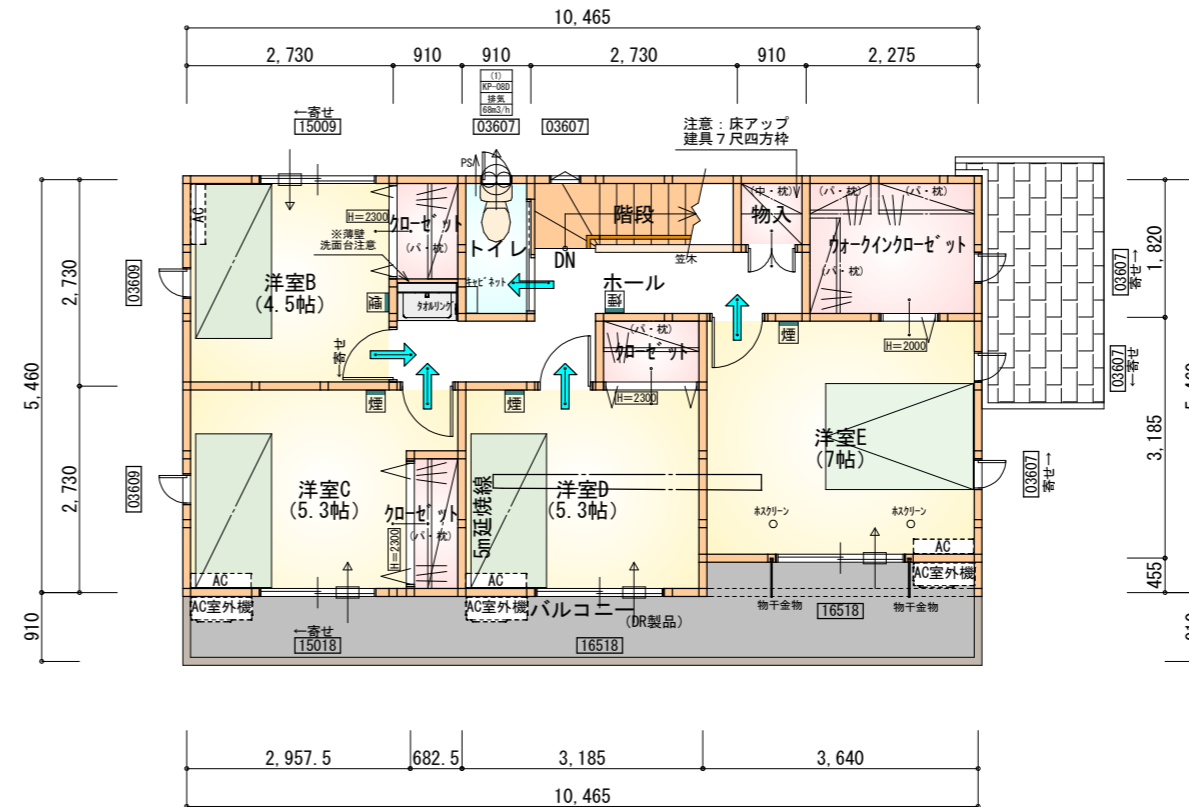 10,465
2,730
910
910
2,730
910
2,275
(1)
KP-08D
排気
68m3/h
←寄せ
15009
03607
03607
注意：床アップ
建具７尺四方枠
PS
AC
H=2300
※薄壁
洗面台注意
クローゼット
(パ・枕)
トイレ
キャビネット
階段
DN
笠木
(中・枕)
物入
(パ・枕)
(パ・枕)
ウォークインクローゼット
(パ・枕)
03607
寄せ→
1,820
2,730
5,460
03609
洋室B
(4.5帖)
煙
タオルリング
ホール
煙
(パ・枕)
クローゼット
煙
H=2000
←寄せ
03607
←寄せ
煙
煙
H=2300
3,185
2,730
03609
洋室C
(5.3帖)
クローゼット
(パ・枕)
H=2300
5m延焼線
洋室D
(5.3帖)
洋室E
(7帖)
ホスクリーン
ホスクリーン
03607
寄せ→
AC
AC
AC
AC室外機
AC室外機
AC室外機
455
910
バルコニー
(DR製品)
物干金物
16518
物干金物
←寄せ
15018
16518
2,957.5
682.5
3,185
3,640
10,465